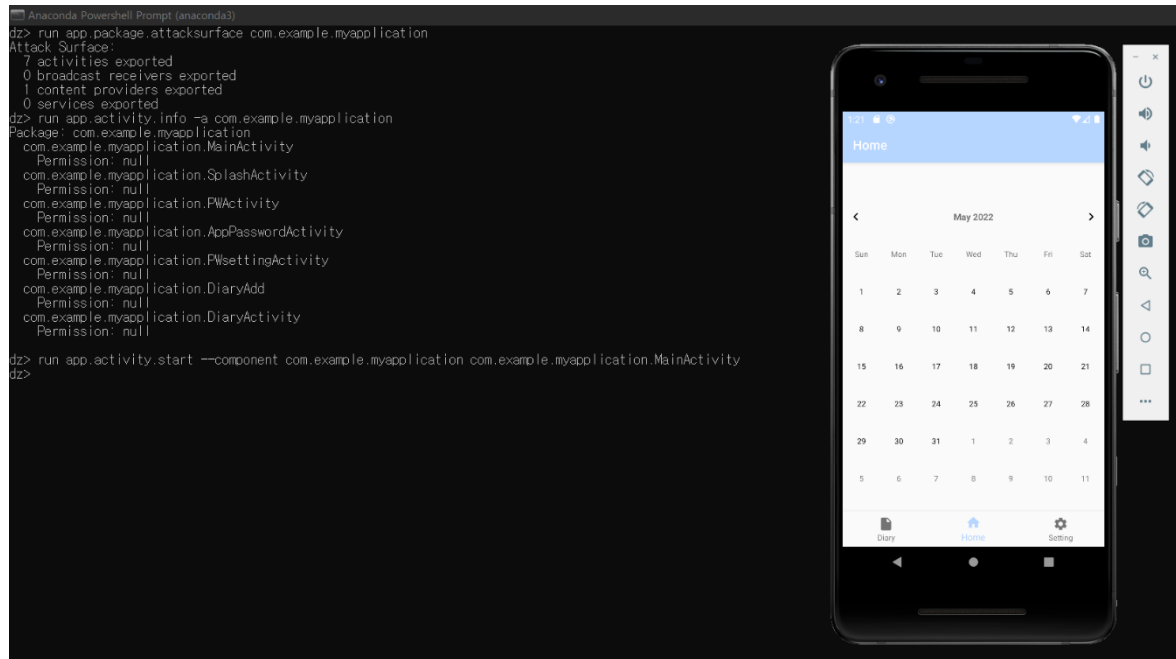 Anaconda Powershell Prompt (anaconda3)
dz> run app.package.attacksurface com.example.myapplication
Attack Surface:
7 activities exported
0 broadcast receivers exported
1 content providers exported
0 services exported
dz> run app.activity.info -a com.example.myapplication
Package: com.example.myapplication
com.example.myapplication.MainActivity
Permission: null
com.example.myapplication.SplashActivity
Permission: null
com.example.myapplication.PWActivity
Permission: null
com.example.myapplication.AppPasswordActivity
Permission: null
com.example.myapplication.PWsettingActivity
Permission: null
com.example.myapplication.DiaryAdd
Permission: null
com.example.myapplication.DiaryActivity
Permission: null
dz> run app.activity.start --component com.example.myapplication com.example.myapplication.MainActivity
dz>
1:21
Home
May 2022
Sun Mon Tue Wed Thu Fri Sat
1 2 3 4 5 6 7
8 9 10 11 12 13 14
15 16 17 18 19 20 21
22 23 24 25 26 27 28
29 30 31 1 2 3 4
5 6 7 8 9 10 11
Diary Home Setting